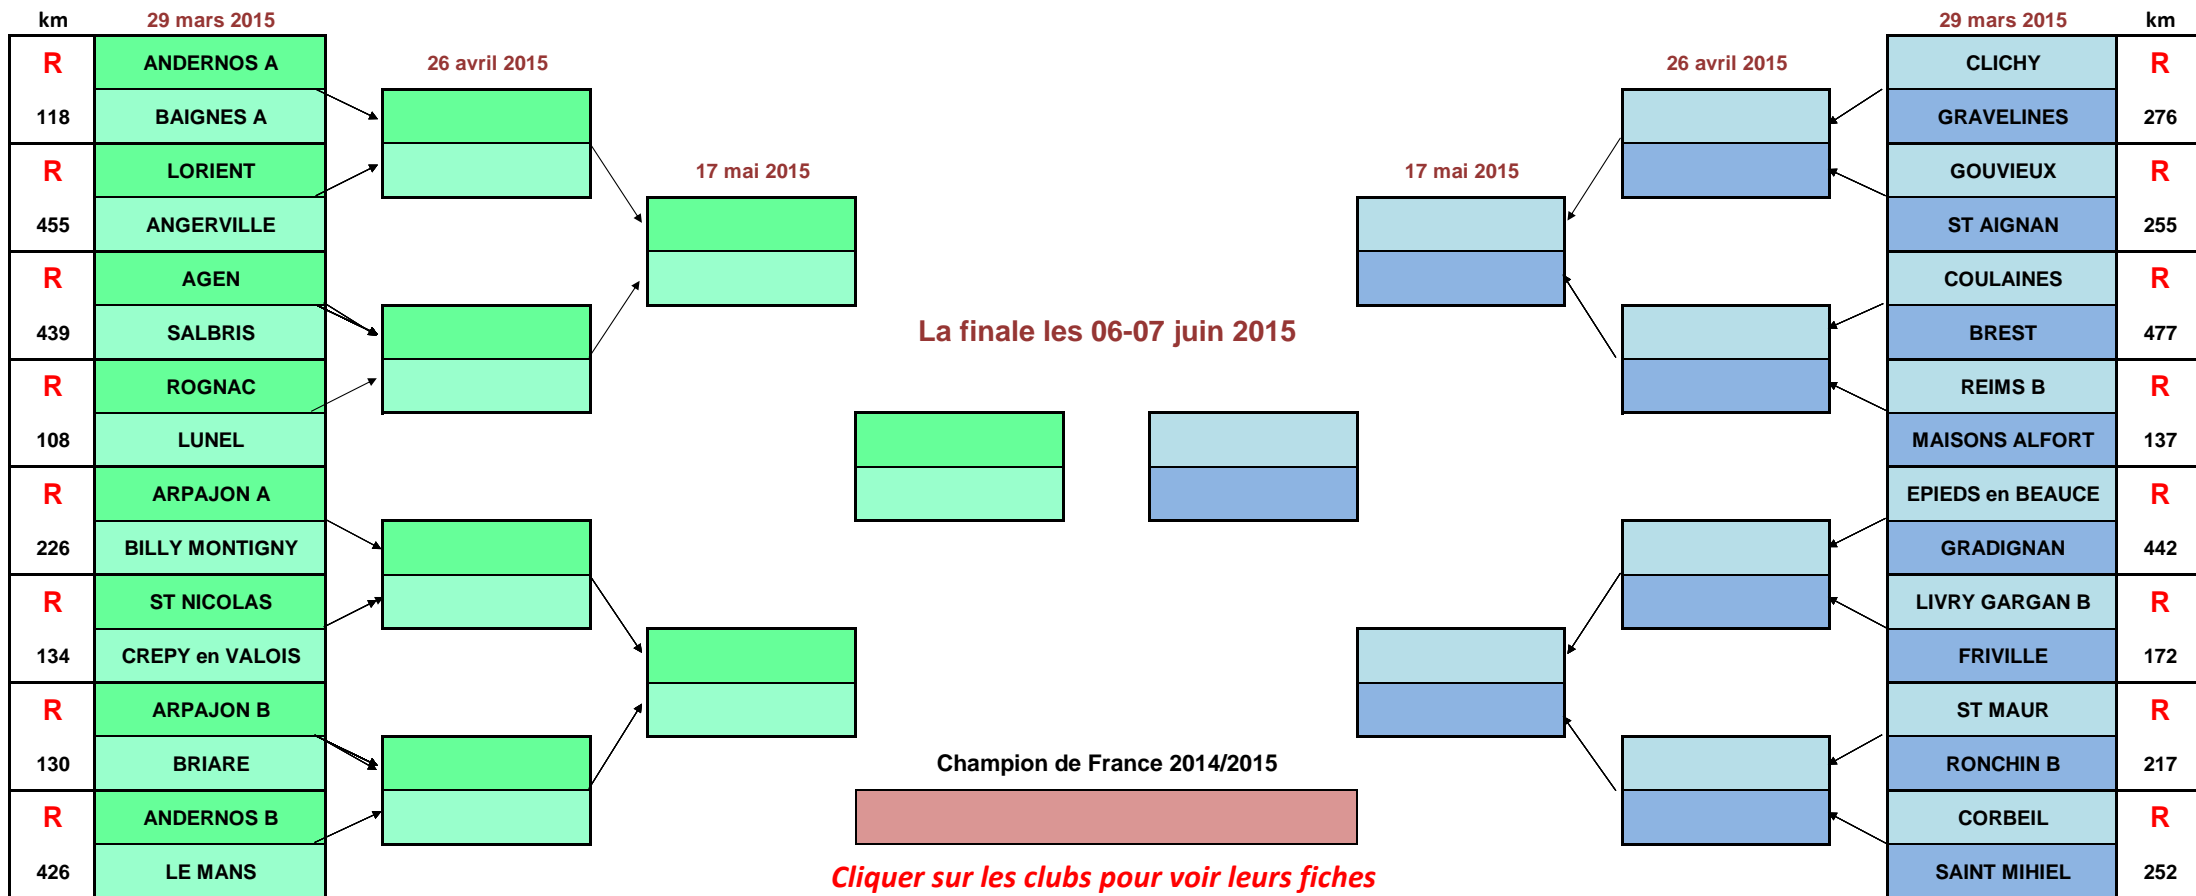 km 29 mars 2015 29 mars 2015 km
R ANDERNOS A 26 avril 2015 26 avril 2015 CLICHY R
118 BAIGNES A GRAVELINES 276
R LORIENT 17 mai 2015 17 mai 2015 GOUVIEUX R
455 ANGERVILLE ST AIGNAN 255
R AGEN COULAINES R
439 SALBRIS La finale les 06-07 juin 2015 BREST 477
R ROGNAC REIMS B R
108 LUNEL MAISONS ALFORT 137
R ARPAJON A EPIEDS en BEAUCE R
226 BILLY MONTIGNY GRADIGNAN 442
R ST NICOLAS LIVRY GARGAN B R
134 CREPY en VALOIS FRIVILLE 172
R ARPAJON B ST MAUR R
130 BRIARE Champion de France 2014/2015 RONCHIN B 217
R ANDERNOS B CORBEIL R
426 LE MANS Cliquer sur les clubs pour voir leurs fiches SAINT MIHIEL 252